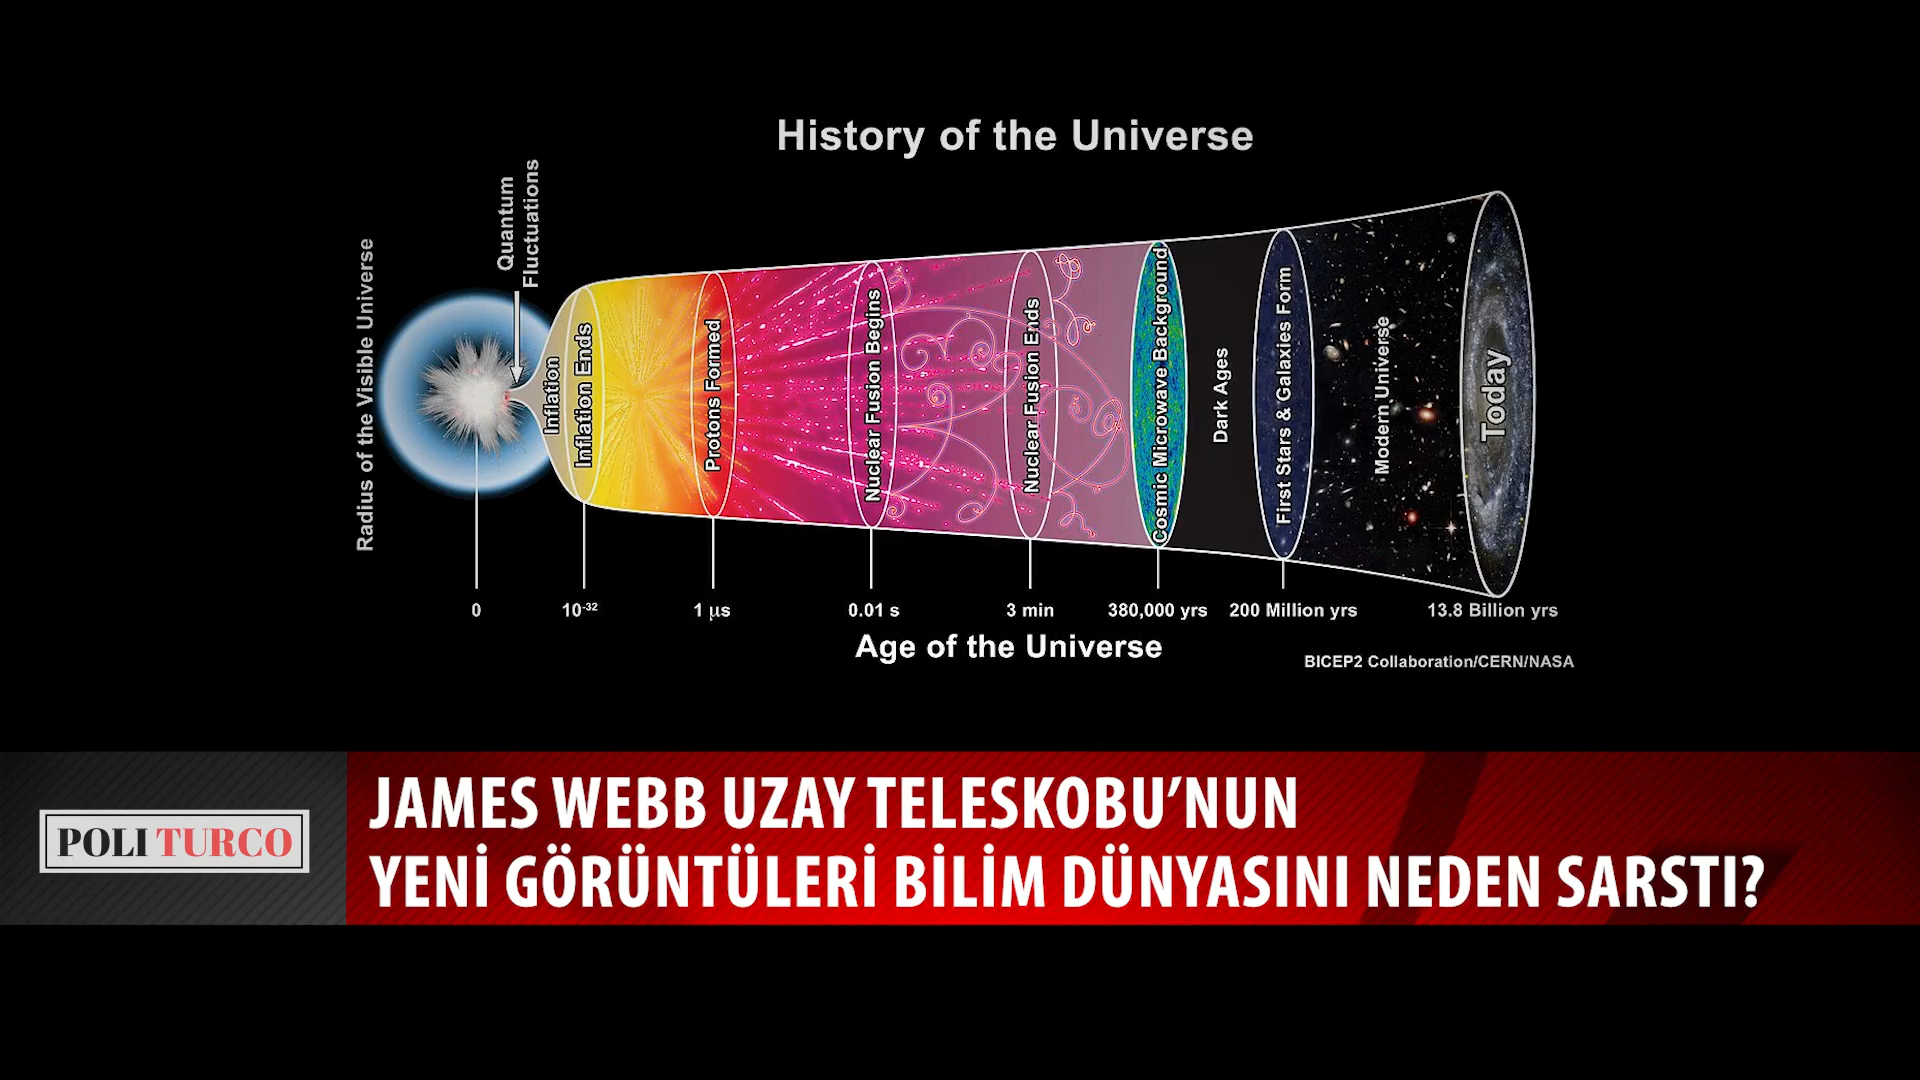 History of the Universe
Radius of the Visible Universe
Quantum
Fluctuations
Inflation
Inflation Ends
Protons Formed
Nuclear Fusion Begins
Nuclear Fusion Ends
Cosmic Microwave Background
Dark Ages
First Stars & Galaxies Form
Modern Universe
Today
0
10⁻³²
1 µs
0.01 s
3 min
380,000 yrs
200 Million yrs
13.8 Billion yrs
Age of the Universe
BICEP2 Collaboration/CERN/NASA
POLITURCO
JAMES WEBB UZAY TELESKOBU’NUN
YENİ GÖRÜNTÜLERİ BİLİM DÜNYASINI NEDEN SARSTI?